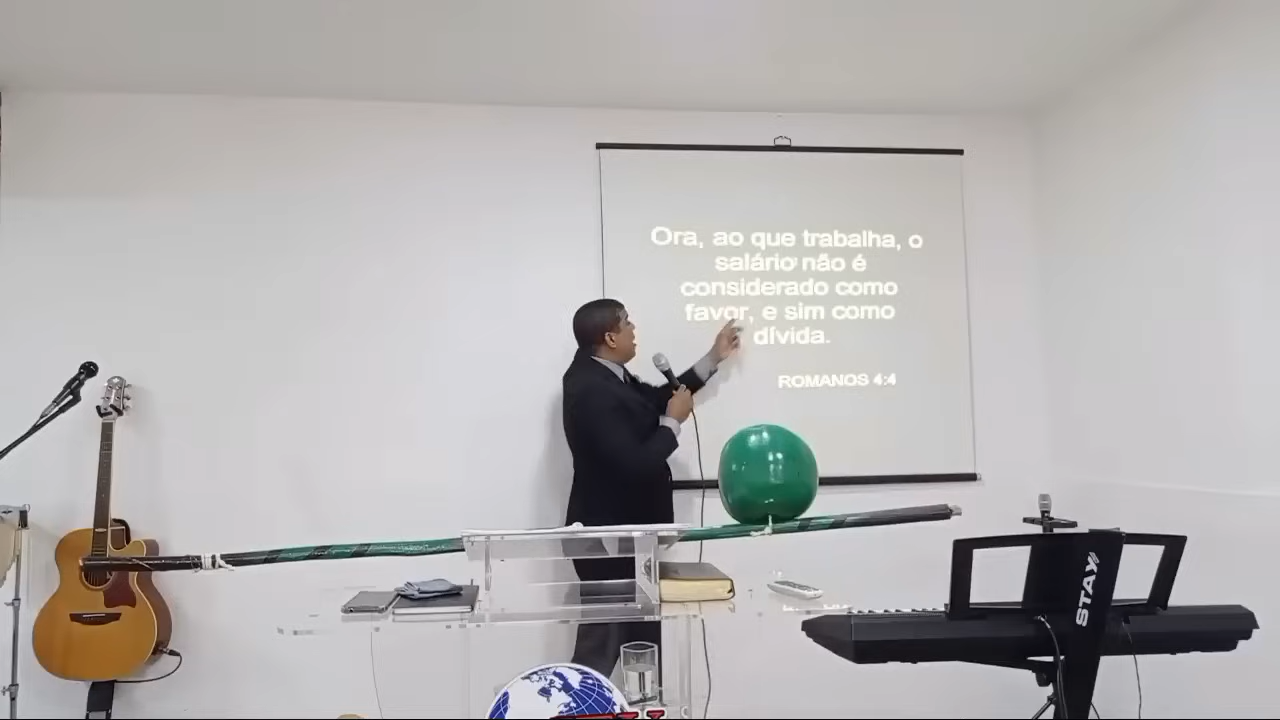 Ora, ao que trabalha, o
salário não é
considerado como
favor, e sim como
dívida.
ROMANOS 4:4
STAY